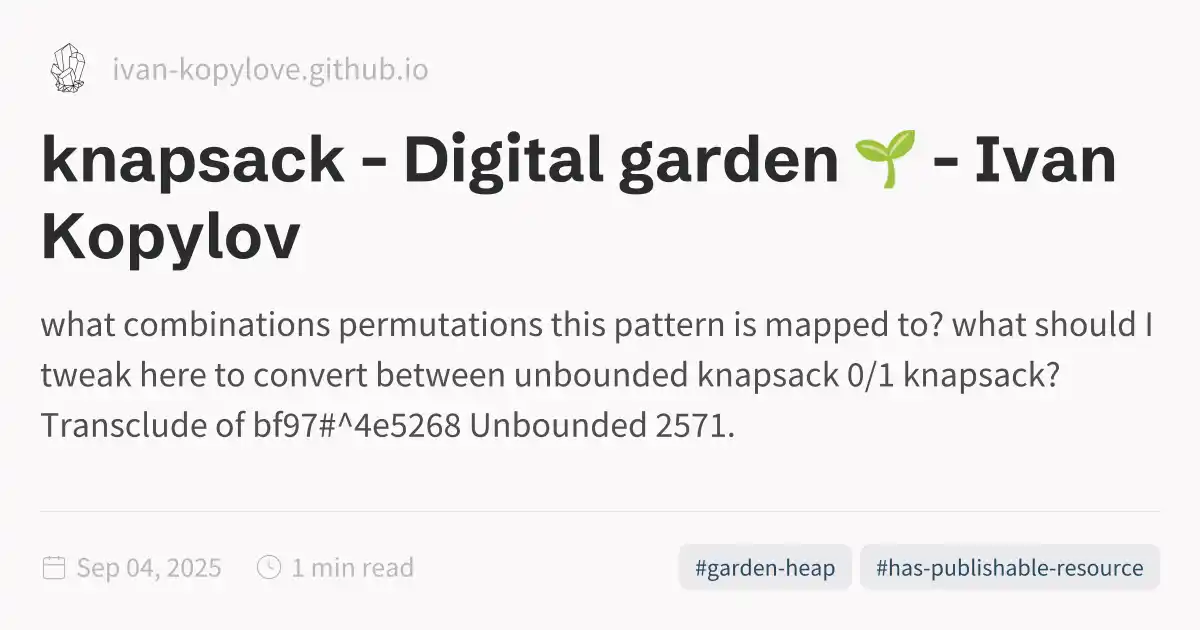 ivan-kopylove.github.io
knapsack - Digital garden 🌱 - Ivan
Kopylov
what combinations permutations this pattern is mapped to? what should I
tweak here to convert between unbounded knapsack 0/1 knapsack?
Transclude of bf97#^4e5268 Unbounded 2571.
Sep 04, 2025
1 min read
#garden-heap
#has-publishable-resource